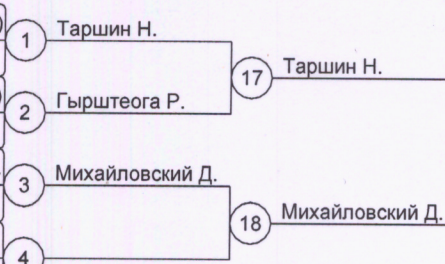 1 Таршин Н.
17 Таршин Н.
2 Гырштеога Р.
3 Михайловский Д.
18 Михайловский Д.
4